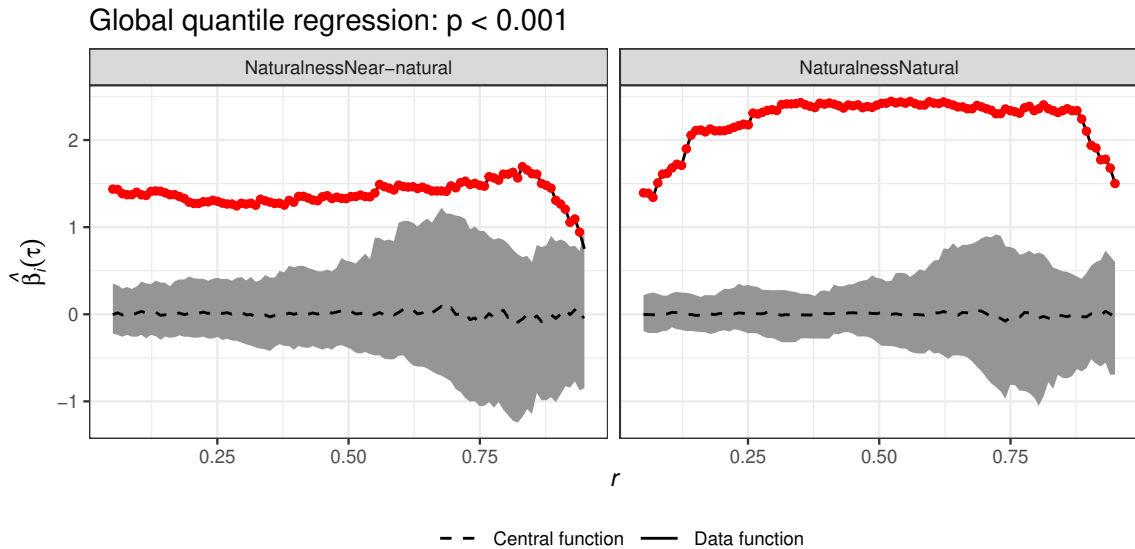 Global quantile regression: p < 0.001
NaturalnessNear−natural
NaturalnessNatural
2
1
0
−1
β̂i(τ)
0.25 0.50 0.75
0.25 0.50 0.75
r
Central function Data function